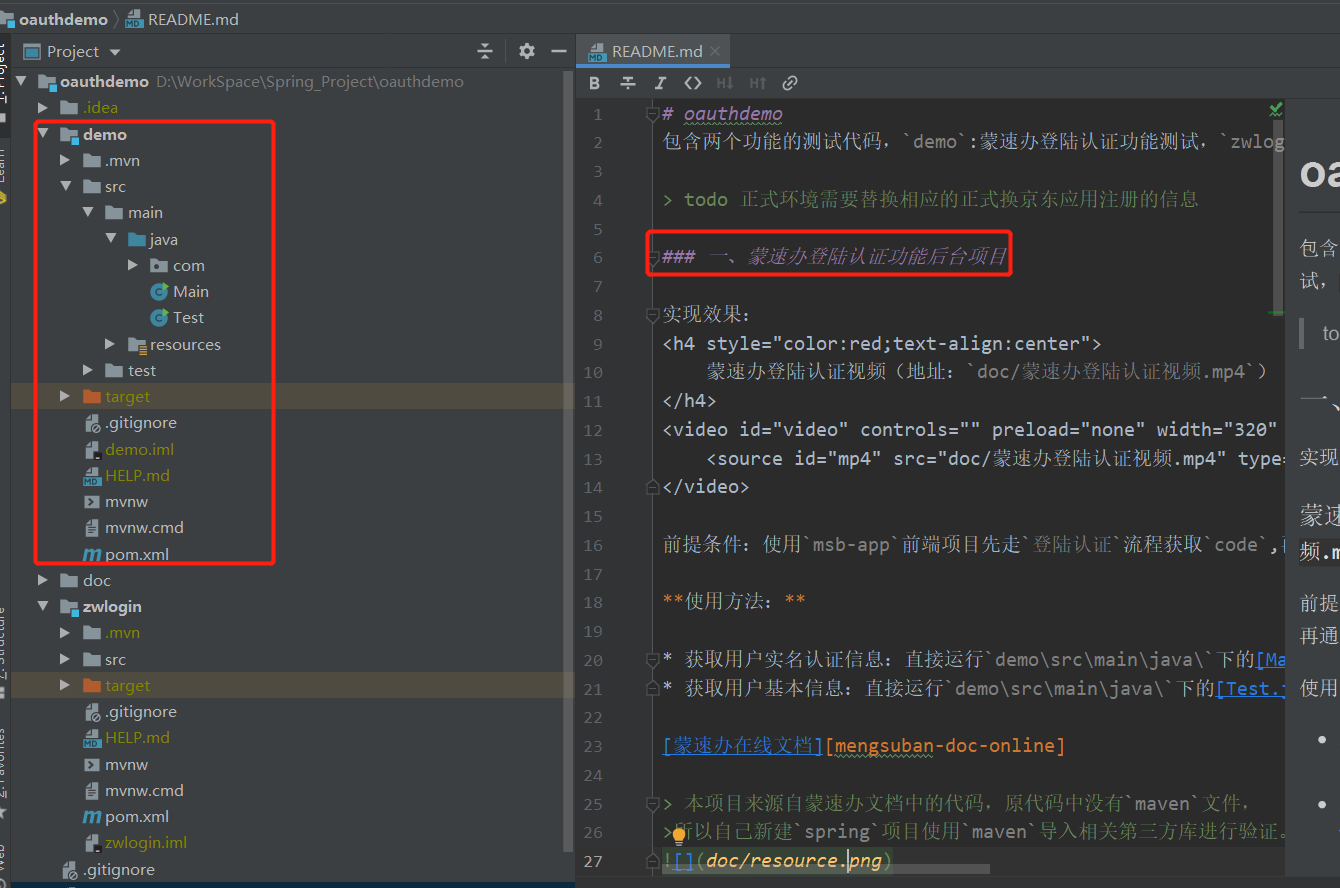 oauthdemo README.md
Project
oauthdemo D:\WorkSpace\Spring_Project\oauthdemo
.idea
demo
.mvn
src
main
java
com
Main
Test
resources
test
target
.gitignore
demo.iml
HELP.md
mvnw
mvnw.cmd
pom.xml
doc
zwlogin
.mvn
src
target
.gitignore
HELP.md
mvnw
mvnw.cmd
pom.xml
zwlogin.iml
.gitignore
README.md
B I <> H↓ H↑
1 # oauthdemo
2 包含两个功能的测试代码，`demo`:蒙速办登陆认证功能测试，`zwlog
3
4 > todo 正式环境需要替换相应的正式换京东应用注册的信息
5
6 ### 一、蒙速办登陆认证功能后台项目
7
8 实现效果：
9 <h4 style="color:red;text-align:center">
10 蒙速办登陆认证视频（地址：`doc/蒙速办登陆认证视频.mp4`）
11 </h4>
12 <video id="video" controls="" preload="none" width="320"
13 <source id="mp4" src="doc/蒙速办登陆认证视频.mp4" type=
14 </video>
15
16 前提条件：使用`msb-app`前端项目先走`登陆认证`流程获取`code`,
17
18 **使用方法：**
19
20 * 获取用户实名认证信息：直接运行`demo\src\main\java\`下的[Ma
21 * 获取用户基本信息：直接运行`demo\src\main\java\`下的[Test.
22
23 [蒙速办在线文档][mengsuban-doc-online]
24
25 > 本项目来源自蒙速办文档中的代码，原代码中没有`maven`文件，
26 >所以自己新建`spring`项目使用`maven`导入相关第三方库进行验证。
27 ![](doc/resource.png)
oa
包含
试，
to
一、
实现
蒙速
频.m
前提
再通
使用